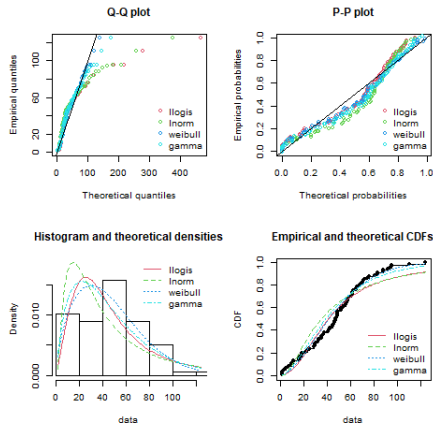 Q-Q plot
Empirical quantiles
0 20 60 100
llogis
lnorm
weibull
gamma
0 100 200 300 400
Theoretical quantiles
P-P plot
Empirical probabilities
0.0 0.2 0.4 0.6 0.8 1.0
llogis
lnorm
weibull
gamma
0.0 0.2 0.4 0.6 0.8 1.0
Theoretical probabilities
Histogram and theoretical densities
Density
0.000 0.010
llogis
lnorm
weibull
gamma
0 20 40 60 80 100
data
Empirical and theoretical CDFs
CDF
0.0 0.2 0.4 0.6 0.8 1.0
llogis
lnorm
weibull
gamma
0 20 40 60 80 100
data